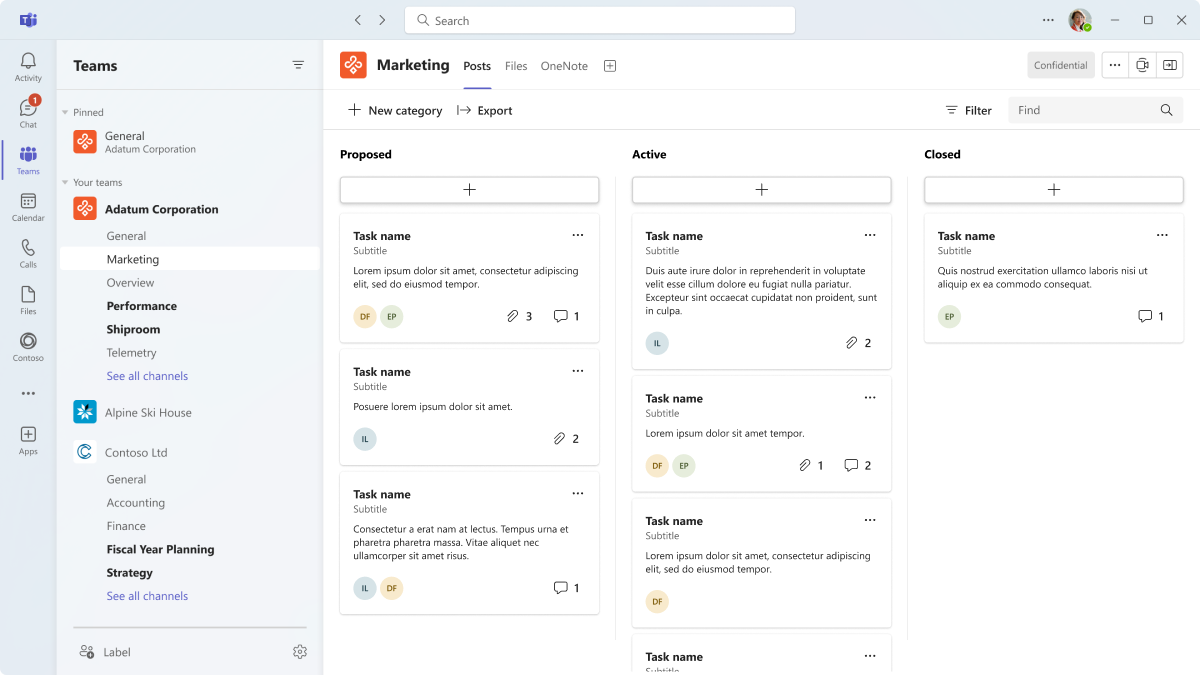 Search
Activity
1
Chat
Teams
Calendar
Calls
Files
Contoso
Apps
Teams
Pinned
General
Adatum Corporation
Your teams
Adatum Corporation
General
Marketing
Overview
Performance
Shiproom
Telemetry
See all channels
Alpine Ski House
Contoso Ltd
General
Accounting
Finance
Fiscal Year Planning
Strategy
See all channels
Label
Marketing Posts Files OneNote
Confidential
New category Export
Filter Find
Proposed
Task name
Subtitle
Lorem ipsum dolor sit amet, consectetur adipiscing
elit, sed do eiusmod tempor.
DF EP 3 1
Task name
Subtitle
Posuere lorem ipsum dolor sit amet.
IL 2
Task name
Subtitle
Consectetur a erat nam at lectus. Tempus urna et
pharetra pharetra massa. Vitae aliquet nec
ullamcorper sit amet risus.
IL DF 1
Active
Task name
Subtitle
Duis aute irure dolor in reprehenderit in voluptate
velit esse cillum dolore eu fugiat nulla pariatur.
Excepteur sint occaecat cupidatat non proident, sunt
in culpa.
IL 2
Task name
Subtitle
Lorem ipsum dolor sit amet tempor.
DF EP 1 2
Task name
Subtitle
Lorem ipsum dolor sit amet, consectetur adipiscing
elit, sed do eiusmod tempor.
DF
Task name
Subtitle
Closed
Task name
Subtitle
Quis nostrud exercitation ullamco laboris nisi ut
aliquip ex ea commodo consequat.
EP 1